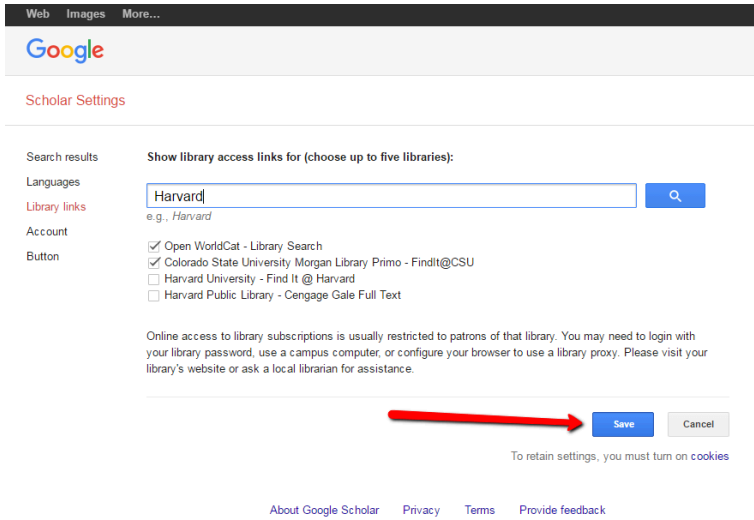 Web Images More...
Google
Scholar Settings
Search results
Languages
Library links
Account
Button
Show library access links for (choose up to five libraries):
Harvard
e.g., Harvard
Open WorldCat - Library Search
Colorado State University Morgan Library Primo - FindIt@CSU
Harvard University - Find It @ Harvard
Harvard Public Library - Cengage Gale Full Text
Online access to library subscriptions is usually restricted to patrons of that library. You may need to login with
your library password, use a campus computer, or configure your browser to use a library proxy. Please visit your
library's website or ask a local librarian for assistance.
Save Cancel
To retain settings, you must turn on cookies
About Google Scholar Privacy Terms Provide feedback